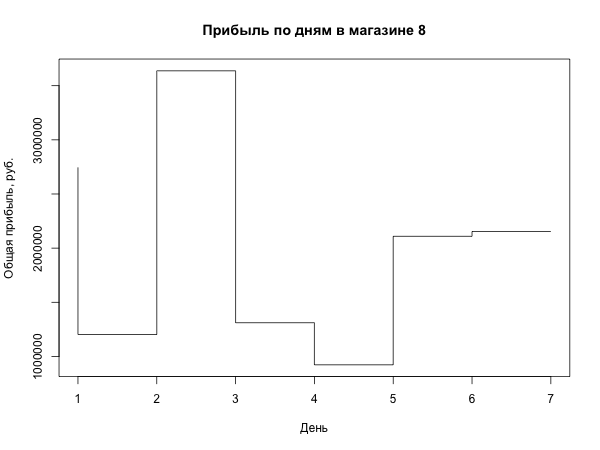 Прибыль по дням в магазине 8
Общая прибыль, руб.
3000000
2000000
1000000
1 2 3 4 5 6 7
День